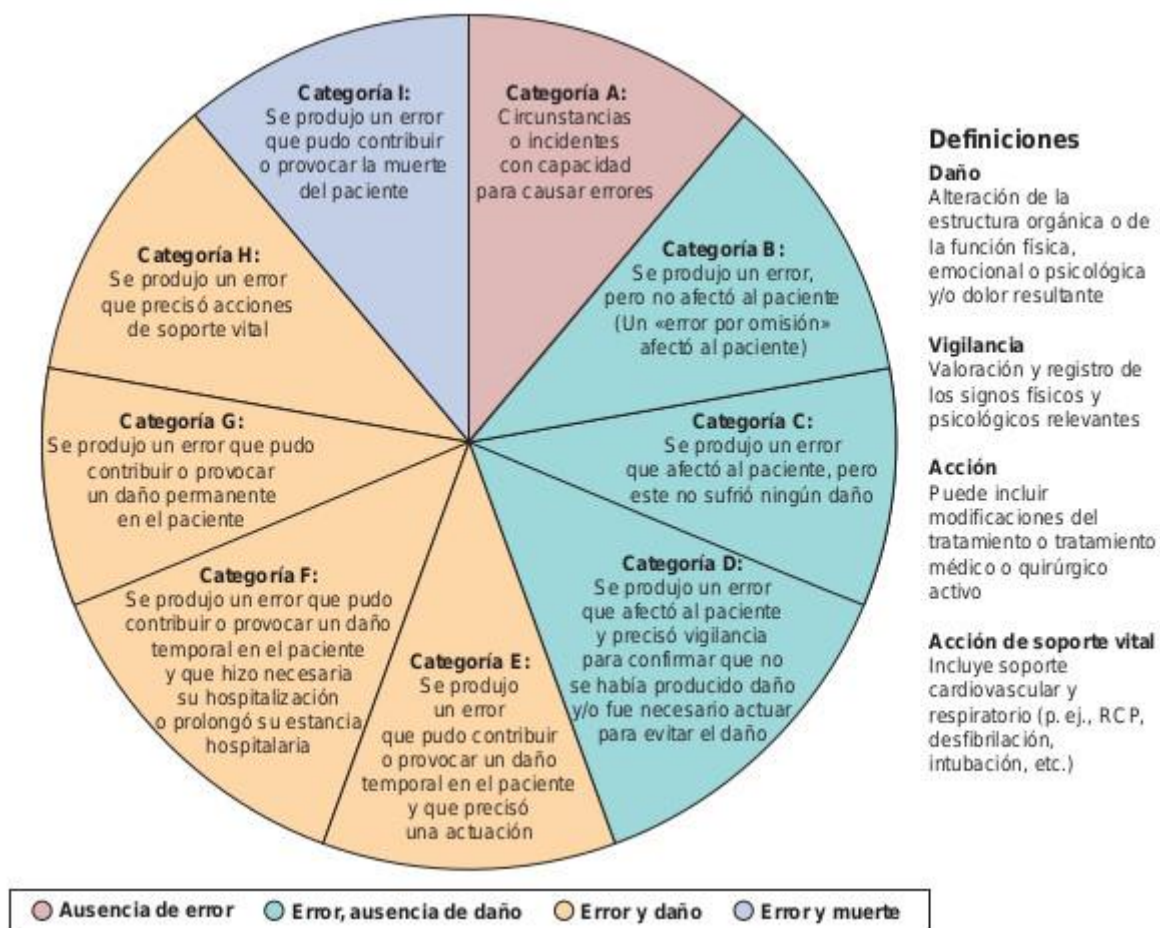 Categoría I:
Se produjo un error
que pudo contribuir
o provocar la muerte
del paciente
Categoría A:
Circunstancias
o incidentes
con capacidad
para causar errores
Categoría B:
Se produjo un error,
pero no afectó al paciente
(Un «error por omisión»
afectó al paciente)
Categoría C:
Se produjo un error
que afectó al paciente, pero
este no sufrió ningún daño
Categoría D:
Se produjo un error
que afectó al paciente
y precisó vigilancia
para confirmar que no
se había producido daño
y/o fue necesario actuar
para evitar el daño
Categoría E:
Se produjo
un error
que pudo contribuir
o provocar un daño
temporal en el paciente
y que precisó
una actuación
Categoría F:
Se produjo un error que pudo
contribuir o provocar un daño
temporal en el paciente
y que hizo necesaria
su hospitalización
o prolongó su estancia
hospitalaria
Categoría G:
Se produjo un error que pudo
contribuir o provocar
un daño permanente
en el paciente
Categoría H:
Se produjo un error
que precisó acciones
de soporte vital
Definiciones
Daño
Alteración de la
estructura orgánica o de
la función física,
emocional o psicológica
y/o dolor resultante
Vigilancia
Valoración y registro de
los signos físicos y
psicológicos relevantes
Acción
Puede incluir
modificaciones del
tratamiento o tratamiento
médico o quirúrgico
activo
Acción de soporte vital
Incluye soporte
cardiovascular y
respiratorio (p. ej., RCP,
desfibrilación,
intubación, etc.)
Ausencia de error Error, ausencia de daño Error y daño Error y muerte